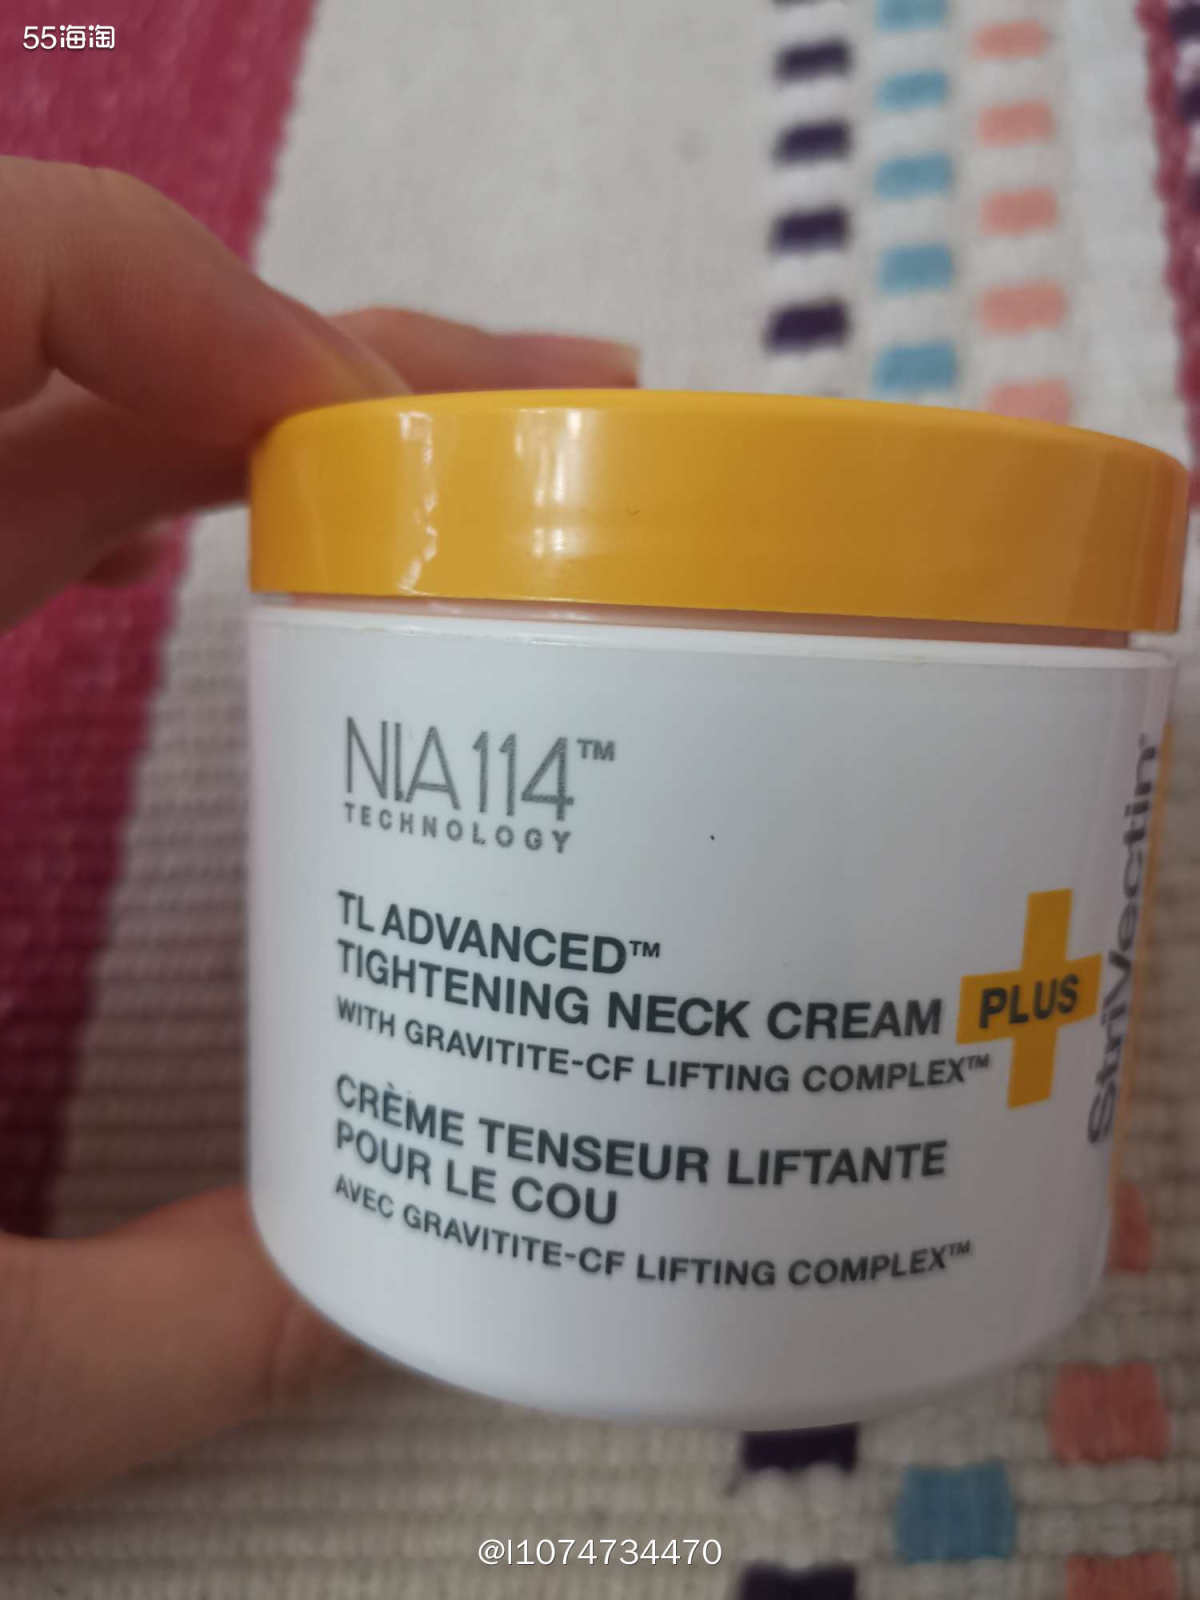 55海淘
NIA114™
TECHNOLOGY
TL ADVANCED™
TIGHTENING NECK CREAM PLUS
WITH GRAVITITE-CF LIFTING COMPLEX™
CRÈME TENSEUR LIFTANTE
POUR LE COU
AVEC GRAVITITE-CF LIFTING COMPLEX™
StriVectin®
@l1074734470